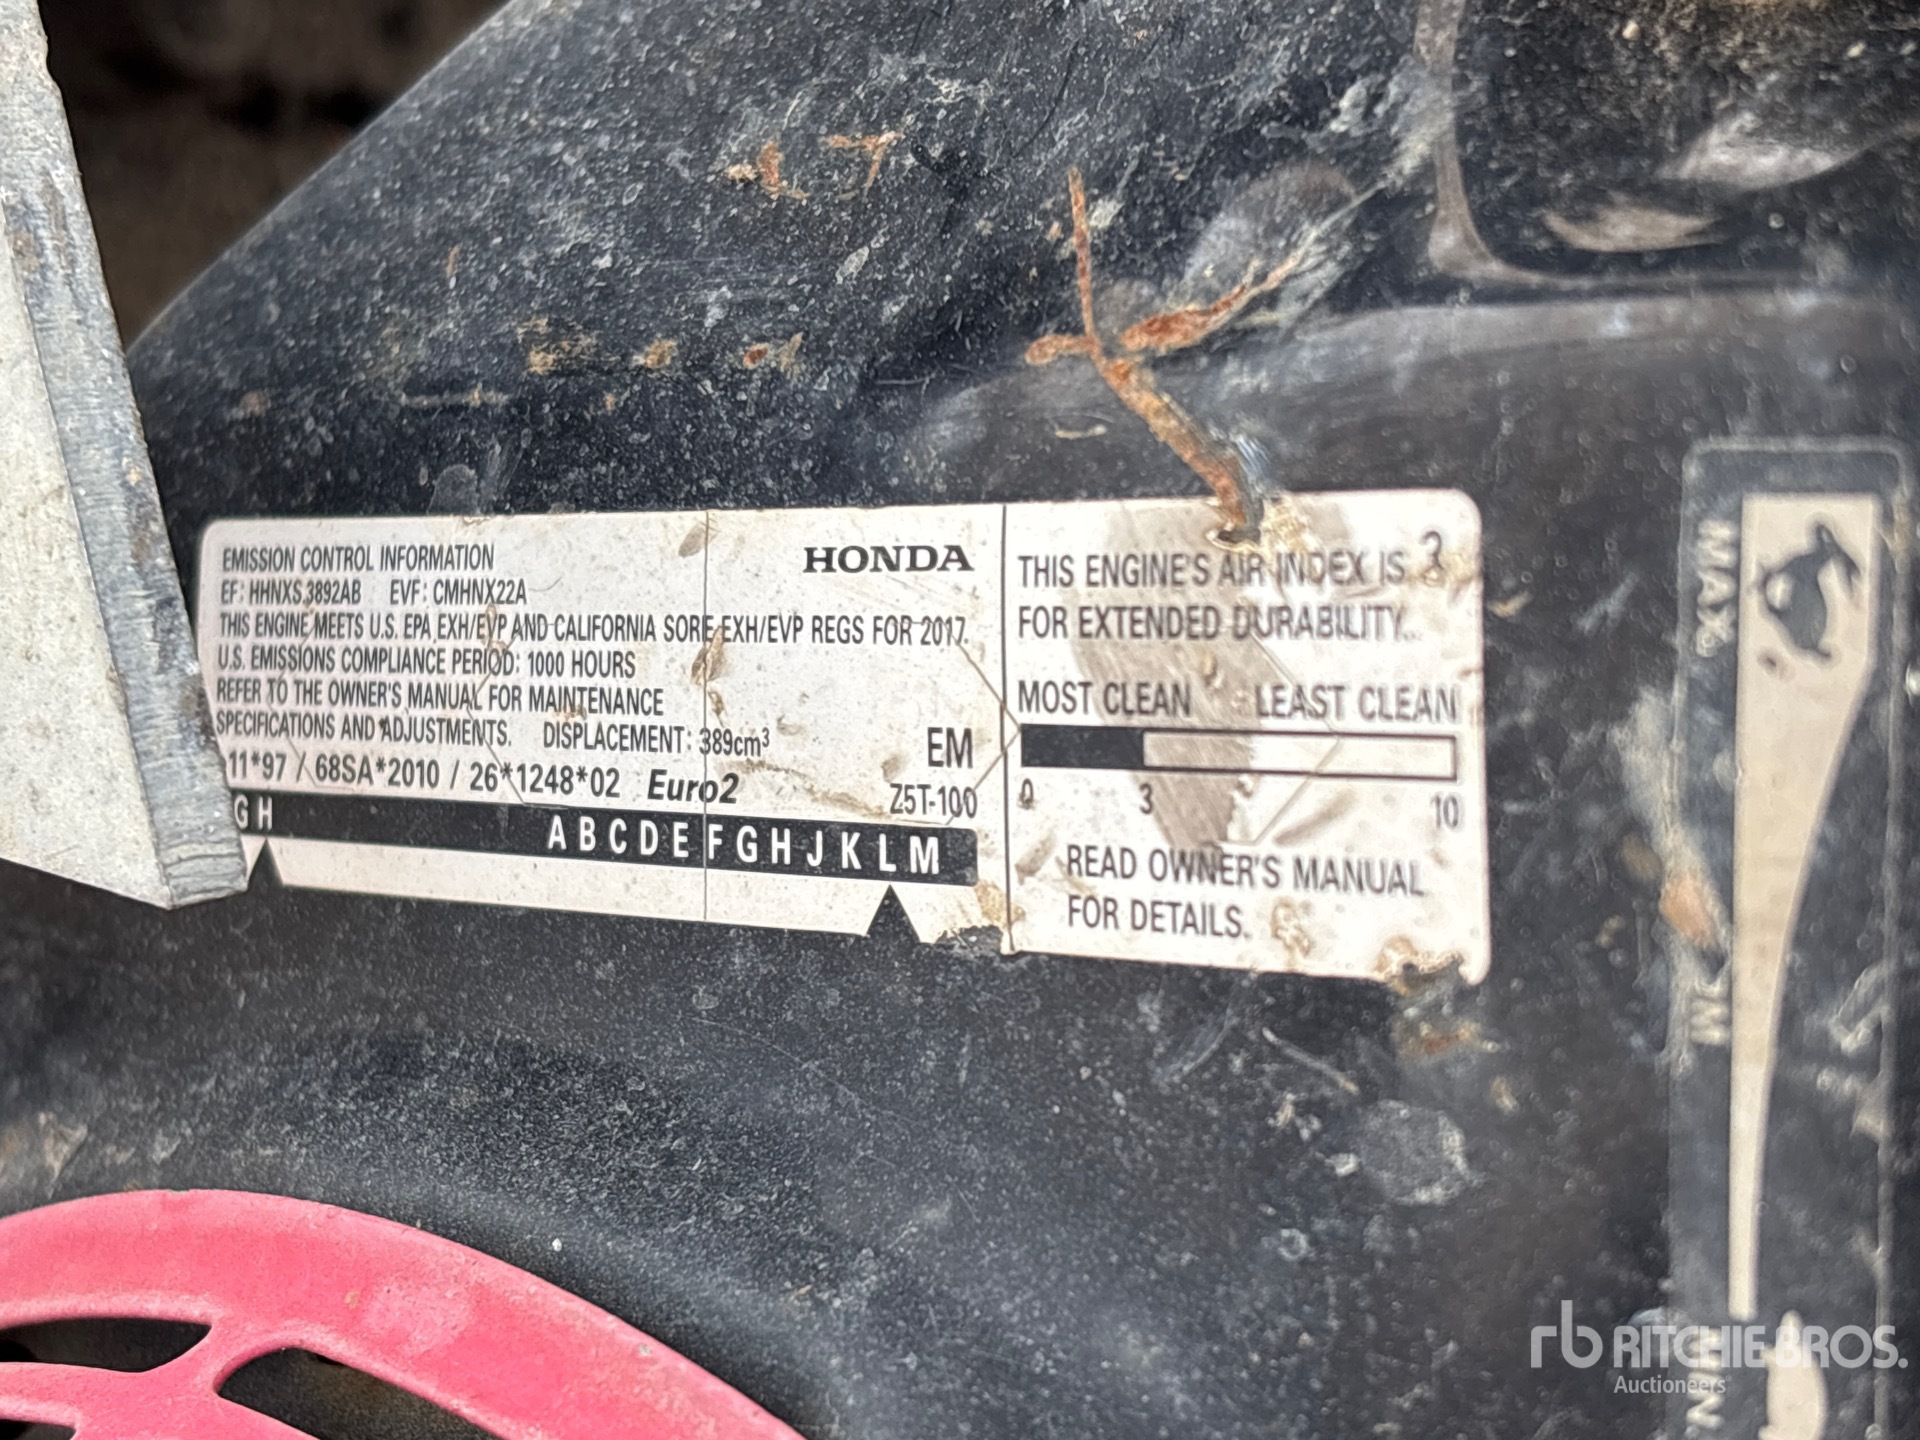 EMISSION CONTROL INFORMATION
HONDA
EF: HHNXS.3892AB EVF: CMHNX22A
THIS ENGINE MEETS U.S. EPA EXH/EVP AND CALIFORNIA SORE EXH/EVP REGS FOR 2017.
U.S. EMISSIONS COMPLIANCE PERIOD: 1000 HOURS
REFER TO THE OWNER'S MANUAL FOR MAINTENANCE
SPECIFICATIONS AND ADJUSTMENTS. DISPLACEMENT: 389cm³
EM
11*97 / 68SA*2010 / 26*1248*02 Euro2
Z5T-100
G H
A B C D E F G H J K L M
THIS ENGINE'S AIR INDEX IS 3
FOR EXTENDED DURABILITY.
MOST CLEAN LEAST CLEAN
0 3 10
READ OWNER'S MANUAL
FOR DETAILS.
MAX.
rb RITCHIE BROS.
Auctioneers